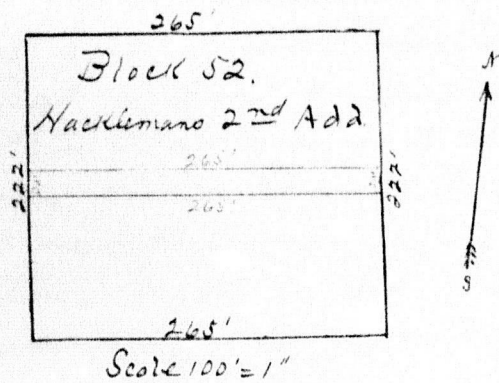 265'
Block 52.
Hacklemans 2nd Add.
N
265'
222'
222'
265'
S
265'
Scale 100' = 1"